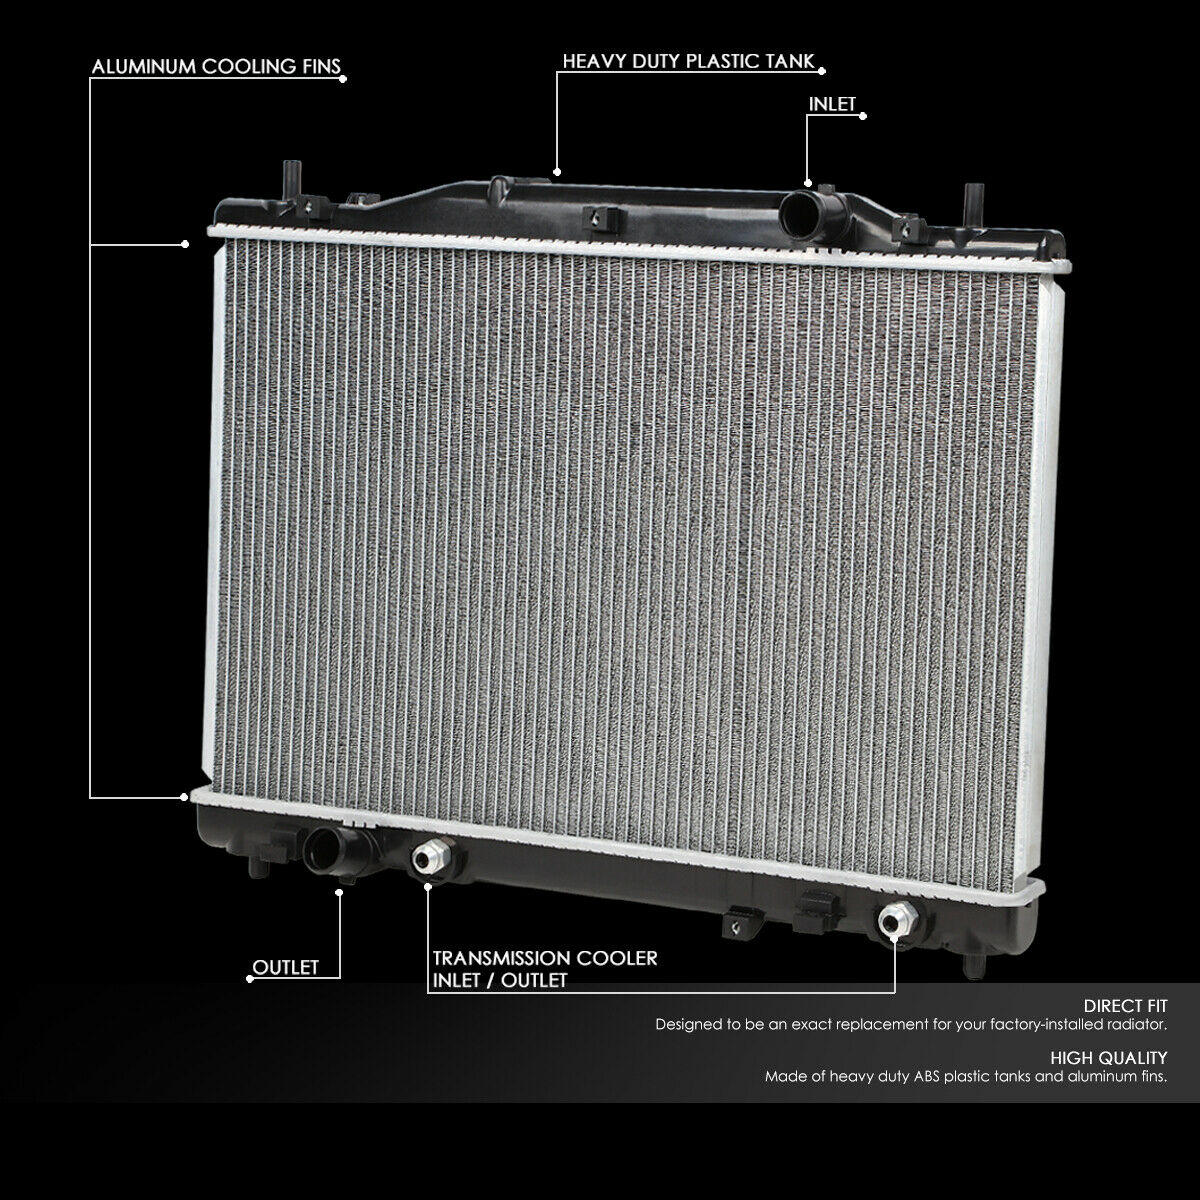 ALUMINUM COOLING FINS
HEAVY DUTY PLASTIC TANK
INLET
OUTLET
TRANSMISSION COOLER
INLET / OUTLET
DIRECT FIT
Designed to be an exact replacement for your factory-installed radiator.
HIGH QUALITY
Made of heavy duty ABS plastic tanks and aluminum fins.